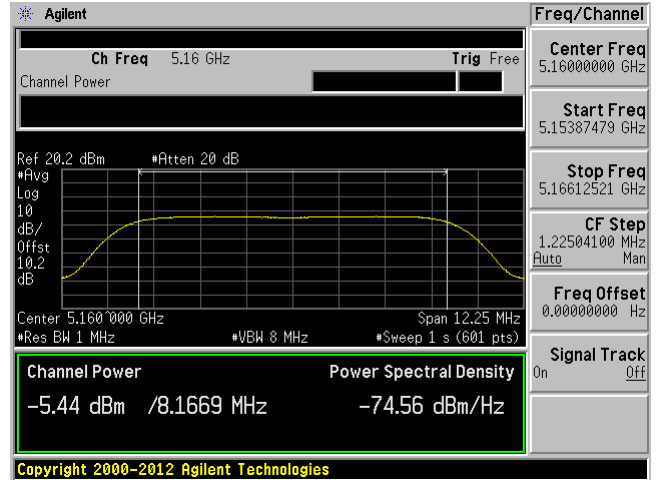 Agilent
Freq/Channel
Ch Freq 5.16 GHz Trig Free
Channel Power
Center Freq
5.16000000 GHz
Start Freq
5.15387479 GHz
Stop Freq
5.16612521 GHz
CF Step
1.22504100 MHz
Auto Man
Freq Offset
0.00000000 Hz
Signal Track
On Off
Ref 20.2 dBm #Atten 20 dB
#Avg
Log
10
dB/
Offst
10.2
dB
Center 5.160 000 GHz Span 12.25 MHz
#Res BW 1 MHz #VBW 8 MHz #Sweep 1 s (601 pts)
Channel Power Power Spectral Density
-5.44 dBm /8.1669 MHz -74.56 dBm/Hz
Copyright 2000-2012 Agilent Technologies